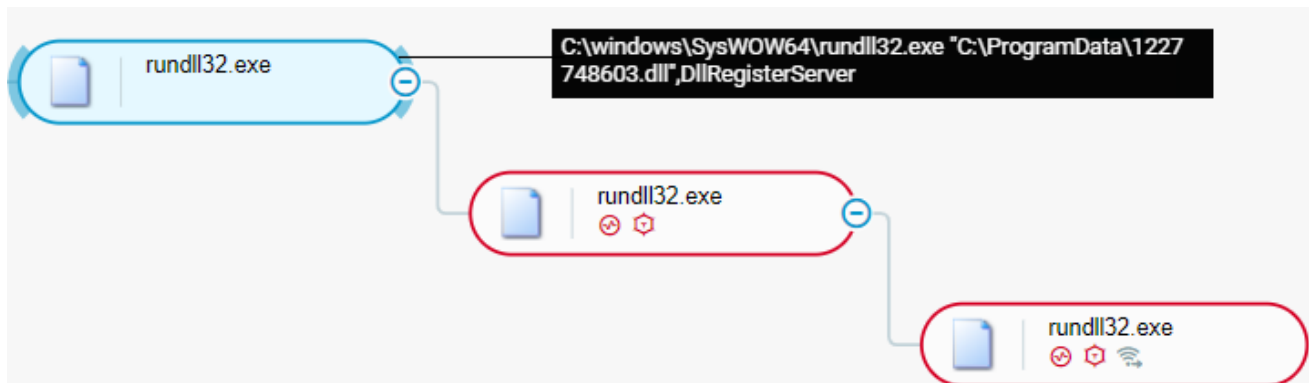 rundll32.exe
C:\windows\SysWOW64\rundll32.exe "C:\ProgramData\1227
748603.dll",DllRegisterServer
rundll32.exe
rundll32.exe